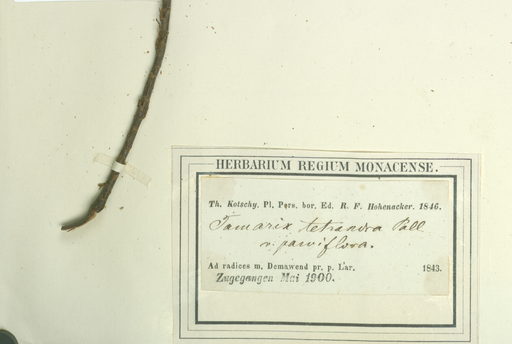 HERBARIUM REGIUM MONACENSE.
Th. Kotschy. Pl. Pers. bor. Ed. R. F. Hohenacker. 1846.
Tamarix tetrandra Pall.
v. parviflora.
Ad radices m. Demawend pr. p. Lar. 1843.
Zugegangen Mai 1900.